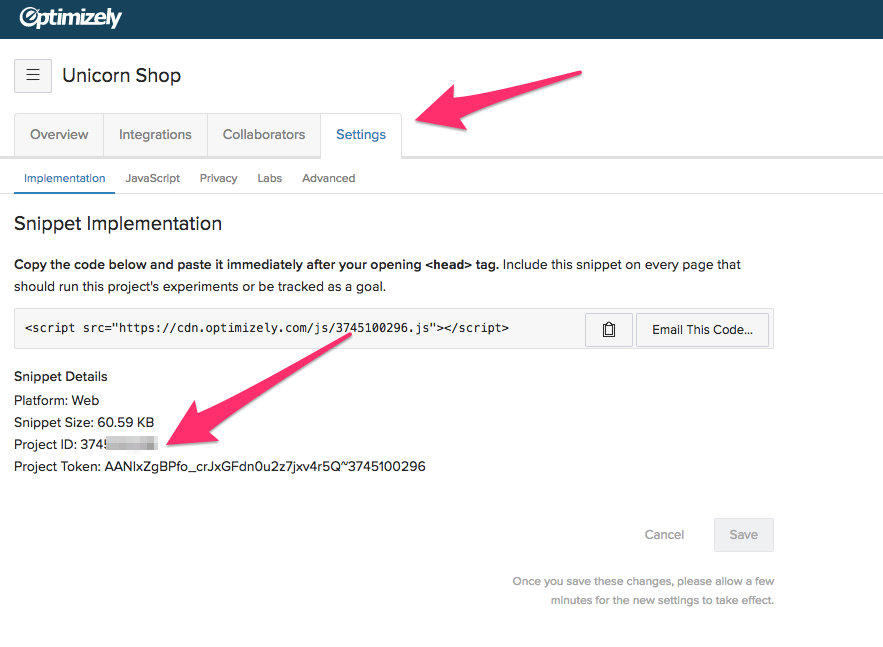 Optimizely
Unicorn Shop
Overview Integrations Collaborators Settings
Implementation JavaScript Privacy Labs Advanced
Snippet Implementation
Copy the code below and paste it immediately after your opening <head> tag. Include this snippet on every page that
should run this project's experiments or be tracked as a goal.
<script src="https://cdn.optimizely.com/js/3745100296.js"></script> Email This Code...
Snippet Details
Platform: Web
Snippet Size: 60.59 KB
Project ID: 3745
Project Token: AANlxZgBPfo_crJxGFdn0u2z7jxv4r5Q~3745100296
Cancel Save
Once you save these changes, please allow a few
minutes for the new settings to take effect.